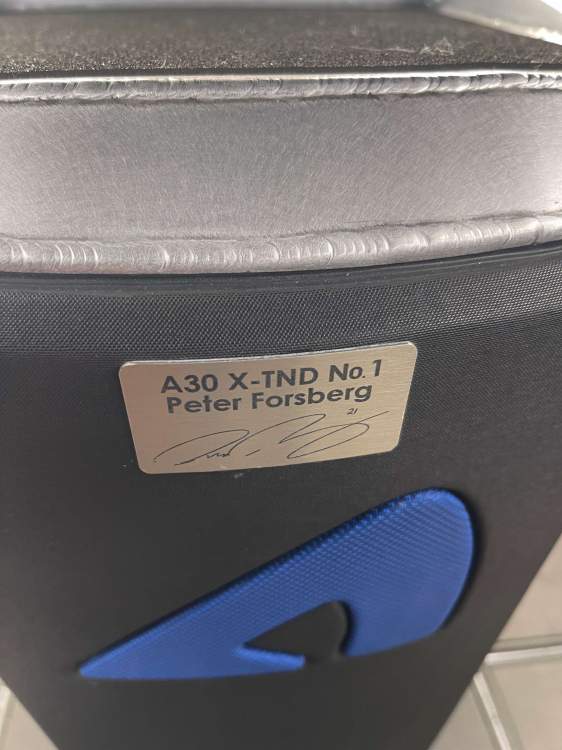 A30 X-TND No.1
Peter Forsberg
21